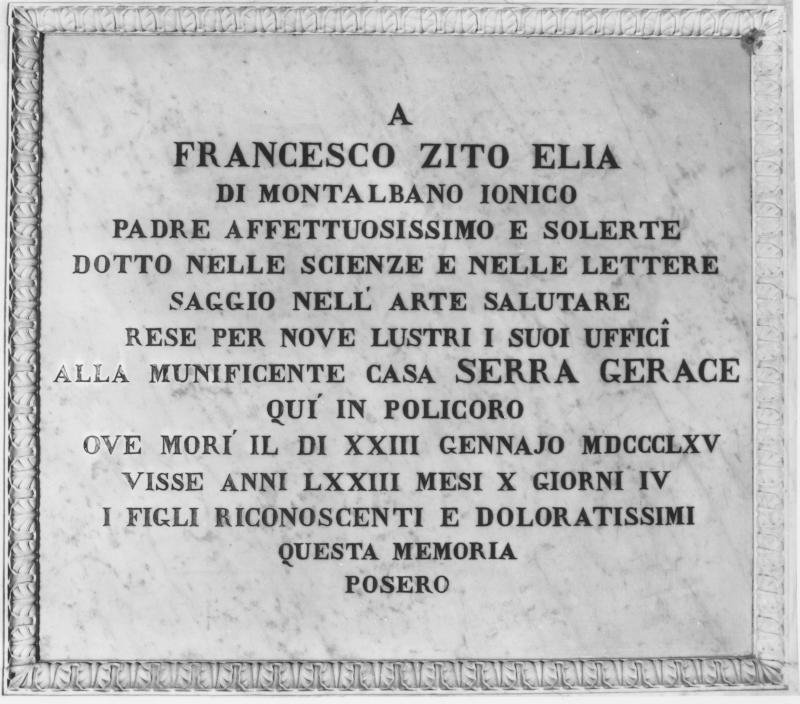 A
FRANCESCO ZITO ELIA
DI MONTALBANO IONICO
PADRE AFFETTUOSISSIMO E SOLERTE
DOTTO NELLE SCIENZE E NELLE LETTERE
SAGGIO NELL' ARTE SALUTARE
RESE PER NOVE LUSTRI I SUOI UFFICÎ
ALLA MUNIFICENTE CASA SERRA GERACE
QUI' IN POLICORO
OVE MORI' IL DI XXIII GENNAJO MDCCCLXV
VISSE ANNI LXXIII MESI X GIORNI IV
I FIGLI RICONOSCENTI E DOLORATISSIMI
QUESTA MEMORIA
POSERO